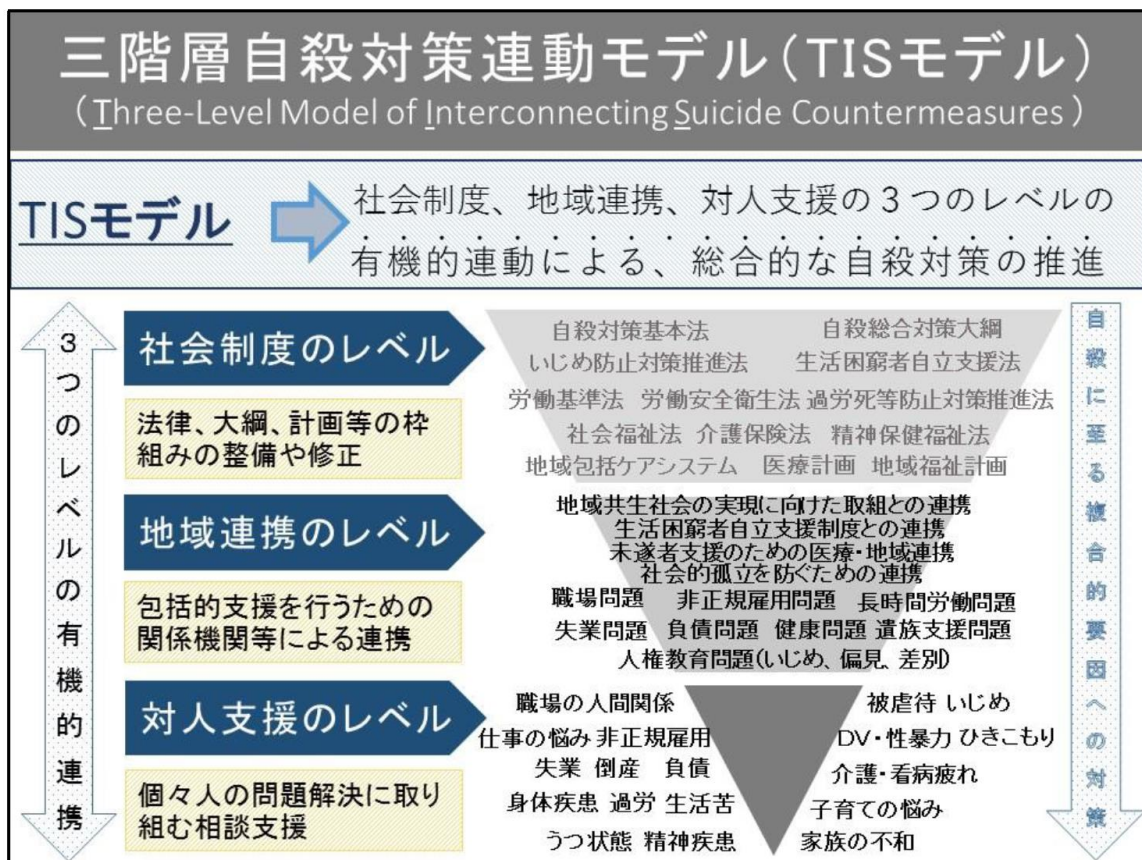 三階層自殺対策連動モデル(TISモデル)
(Three-Level Model of Interconnecting Suicide Countermeasures)
TISモデル
社会制度、地域連携、対人支援の3つのレベルの
有機的連動による、総合的な自殺対策の推進
3つのレベルの有機的連携
社会制度のレベル
法律、大綱、計画等の枠
組みの整備や修正
自殺対策基本法 自殺総合対策大綱
いじめ防止対策推進法 生活困窮者自立支援法
労働基準法 労働安全衛生法 過労死等防止対策推進法
社会福祉法 介護保険法 精神保健福祉法
地域包括ケアシステム 医療計画 地域福祉計画
地域連携のレベル
包括的支援を行うための
関係機関等による連携
地域共生社会の実現に向けた取組との連携
生活困窮者自立支援制度との連携
未遂者支援のための医療・地域連携
社会的孤立を防ぐための連携
職場問題 非正規雇用問題 長時間労働問題
失業問題 負債問題 健康問題 遺族支援問題
人権教育問題(いじめ、偏見、差別)
対人支援のレベル
個々人の問題解決に取り
組む相談支援
職場の人間関係 被虐待 いじめ
仕事の悩み 非正規雇用 DV・性暴力 ひきこもり
失業 倒産 負債 介護・看病疲れ
身体疾患 過労 生活苦 子育ての悩み
うつ状態 精神疾患 家族の不和
自殺に至る複合的要因への対策